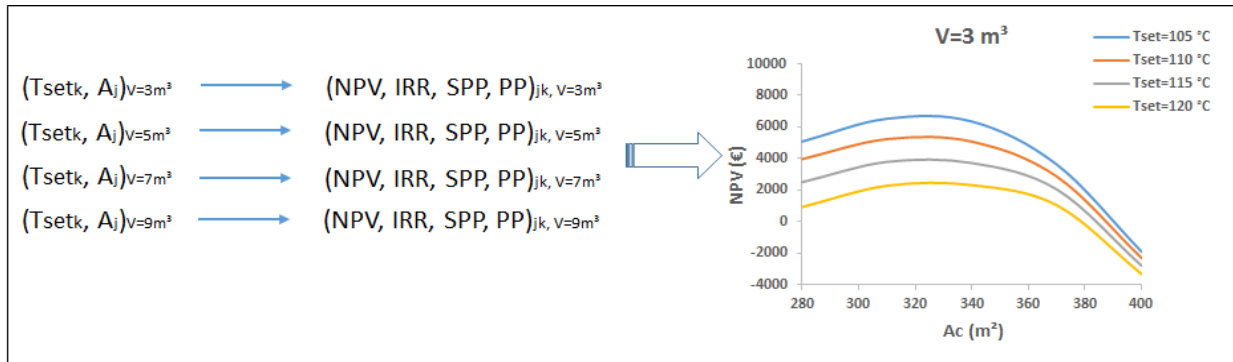 (Tsetₖ, Aⱼ)V=3m³ (NPV, IRR, SPP, PP)jk, V=3m³
(Tsetₖ, Aⱼ)V=5m³ (NPV, IRR, SPP, PP)jk, V=5m³
(Tsetₖ, Aⱼ)V=7m³ (NPV, IRR, SPP, PP)jk, V=7m³
(Tsetₖ, Aⱼ)V=9m³ (NPV, IRR, SPP, PP)jk, V=9m³
V=3 m³
Tset=105 °C
Tset=110 °C
Tset=115 °C
Tset=120 °C
NPV (€)
10000
8000
6000
4000
2000
0
-2000
-4000
280 300 320 340 360 380 400
Ac (m²)